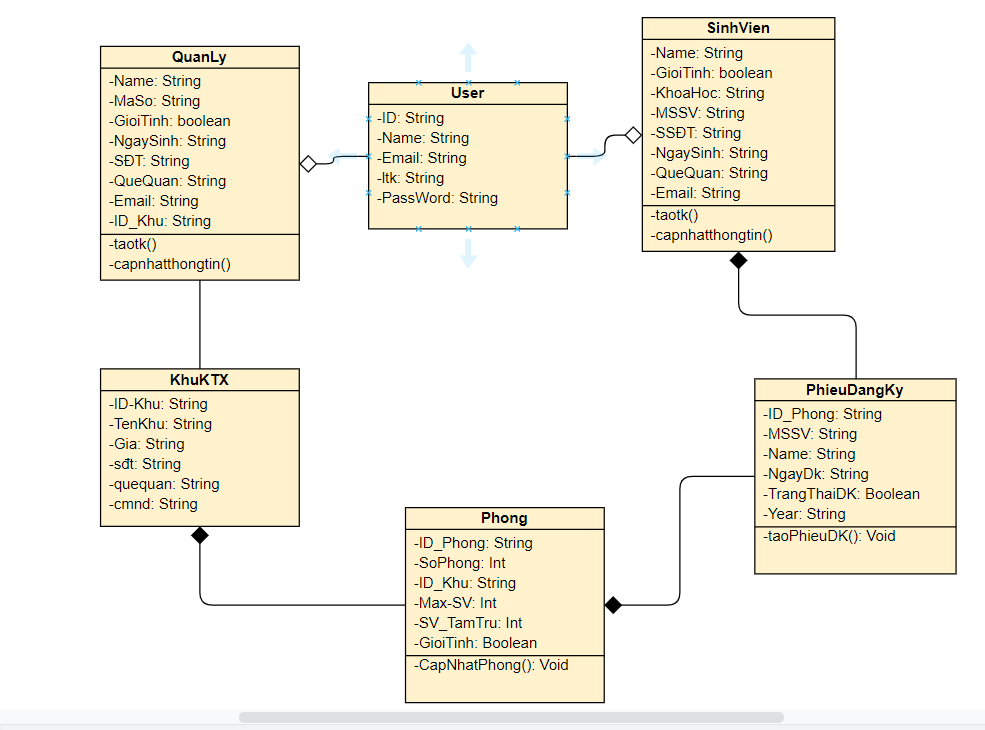 QuanLy
-Name: String
-MaSo: String
-GioiTinh: boolean
-NgaySinh: String
-SĐT: String
-QueQuan: String
-Email: String
-ID_Khu: String
-taotk()
-capnhatthongtin()
User
-ID: String
-Name: String
-Email: String
-ltk: String
-PassWord: String
SinhVien
-Name: String
-GioiTinh: boolean
-KhoaHoc: String
-MSSV: String
-SSĐT: String
-NgaySinh: String
-QueQuan: String
-Email: String
-taotk()
-capnhatthongtin()
KhuKTX
-ID-Khu: String
-TenKhu: String
-Gia: String
-sđt: String
-quequan: String
-cmnd: String
Phong
-ID_Phong: String
-SoPhong: Int
-ID_Khu: String
-Max-SV: Int
-SV_TamTru: Int
-GioiTinh: Boolean
-CapNhatPhong(): Void
PhieuDangKy
-ID_Phong: String
-MSSV: String
-Name: String
-NgayDk: String
-TrangThaiDK: Boolean
-Year: String
-taoPhieuDK(): Void